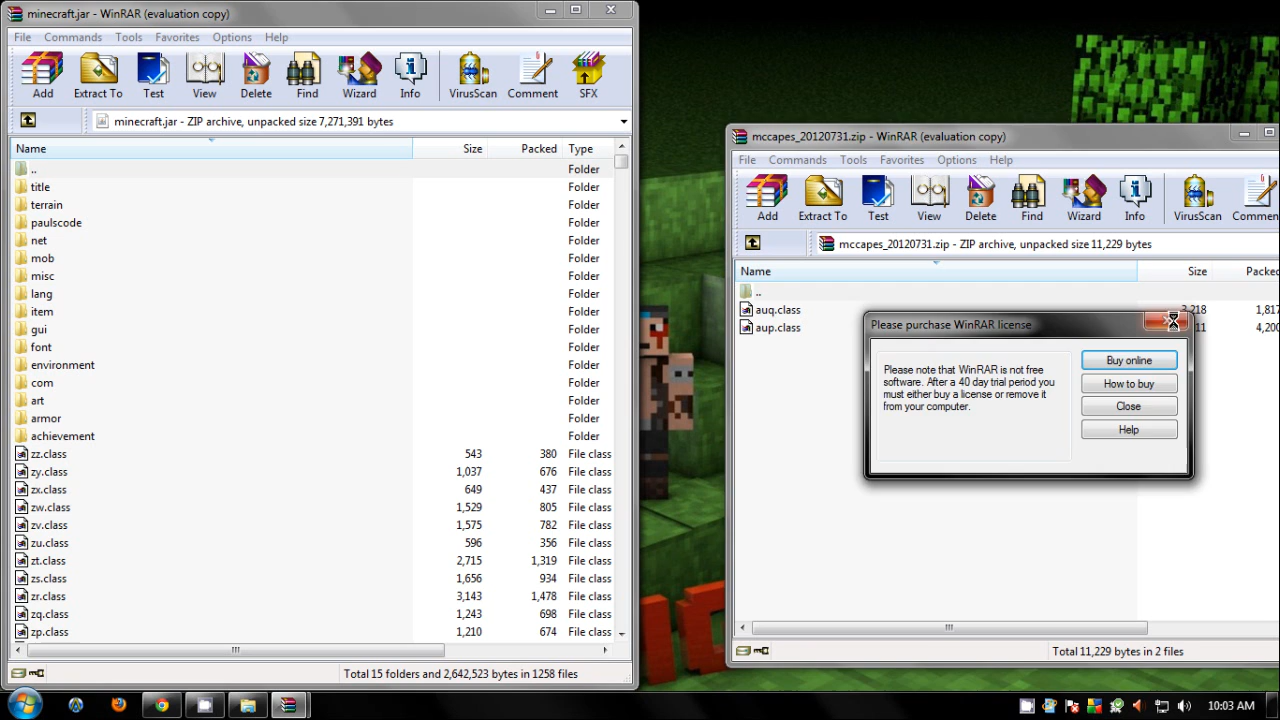 minecraft.jar - WinRAR (evaluation copy)
File Commands Tools Favorites Options Help
Add Extract To Test View Delete Find Wizard Info VirusScan Comment SFX
minecraft.jar - ZIP archive, unpacked size 7,271,391 bytes
Name Size Packed Type
.. Folder
title Folder
terrain Folder
paulscode Folder
net Folder
mob Folder
misc Folder
lang Folder
item Folder
gui Folder
font Folder
environment Folder
com Folder
art Folder
armor Folder
achievement Folder
zz.class 543 380 File class
zy.class 1,037 676 File class
zx.class 649 437 File class
zw.class 1,529 805 File class
zv.class 1,575 782 File class
zu.class 596 356 File class
zt.class 2,715 1,319 File class
zs.class 1,656 934 File class
zr.class 3,143 1,478 File class
zq.class 1,243 698 File class
zp.class 1,210 674 File class
Total 15 folders and 2,642,523 bytes in 1258 files
mccapes_20120731.zip - WinRAR (evaluation copy)
File Commands Tools Favorites Options Help
Add Extract To Test View Delete Find Wizard Info VirusScan Commen
mccapes_20120731.zip - ZIP archive, unpacked size 11,229 bytes
Name Size Packed
..
auq.class 3,218 1,817
aup.class 11 4,200
Please purchase WinRAR license
Please note that WinRAR is not free
software. After a 40 day trial period you
must either buy a license or remove it
from your computer.
Buy online
How to buy
Close
Help
Total 11,229 bytes in 2 files
10:03 AM